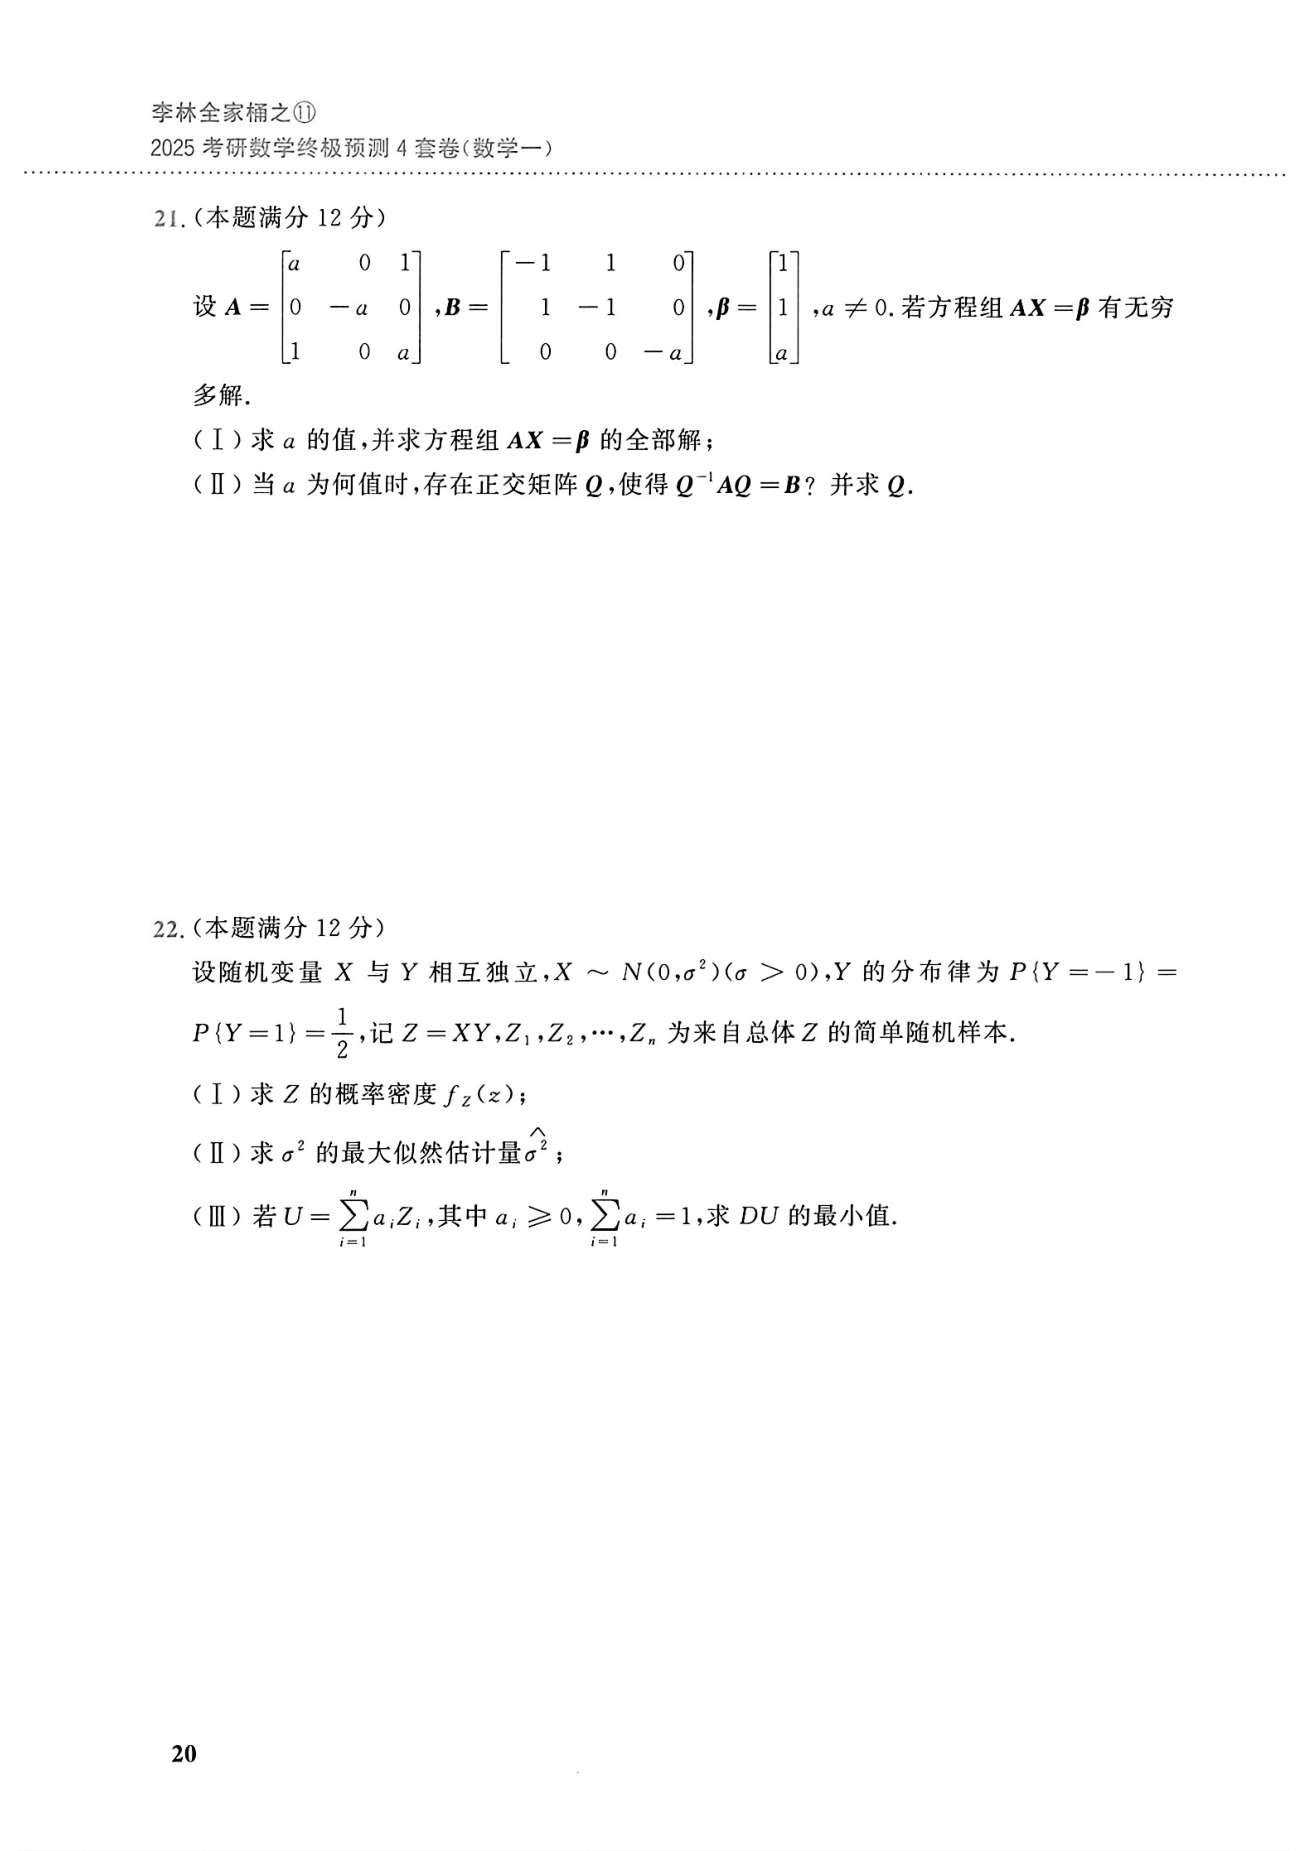 李林全家桶之⑪
2025 考研数学终极预测 4 套卷(数学一)
21.(本题满分 12 分)
设 A = [a 0 1; 0 -a 0; 1 0 a], B = [-1 1 0; 1 -1 0; 0 0 -a], β = [1; 1; a], a ≠ 0. 若方程组 AX = β 有无穷
多解.
(Ⅰ) 求 a 的值,并求方程组 AX = β 的全部解;
(Ⅱ) 当 a 为何值时,存在正交矩阵 Q,使得 Q⁻¹AQ = B? 并求 Q.
22.(本题满分 12 分)
设随机变量 X 与 Y 相互独立,X ~ N(0,σ²)(σ > 0),Y 的分布律为 P{Y = -1} =
P{Y = 1} = 1/2,记 Z = XY,Z₁,Z₂,⋯,Zₙ 为来自总体 Z 的简单随机样本.
(Ⅰ) 求 Z 的概率密度 f_Z(z);
(Ⅱ) 求 σ² 的最大似然估计量 \widehat{σ²};
(Ⅲ) 若 U = ∑_{i=1}^{n} aᵢZᵢ,其中 aᵢ ⩾ 0, ∑_{i=1}^{n} aᵢ = 1,求 DU 的最小值.
20